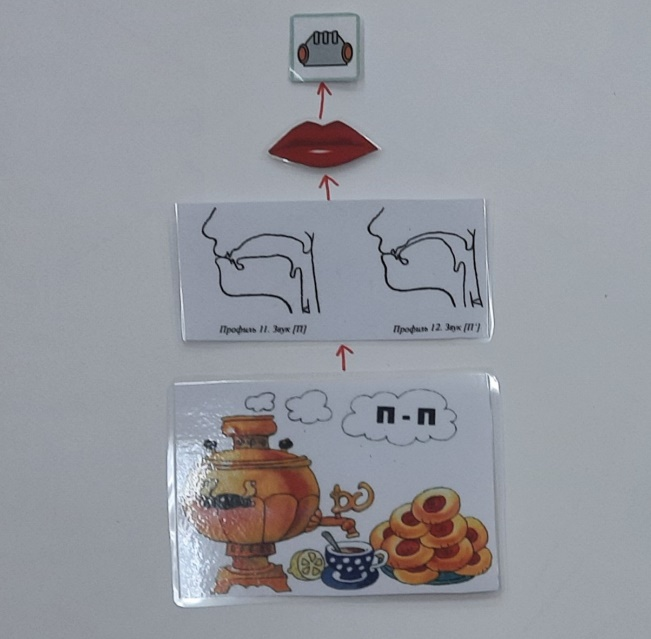 Профиль 11. Звук [П]
Профиль 12. Звук [П']
П - П